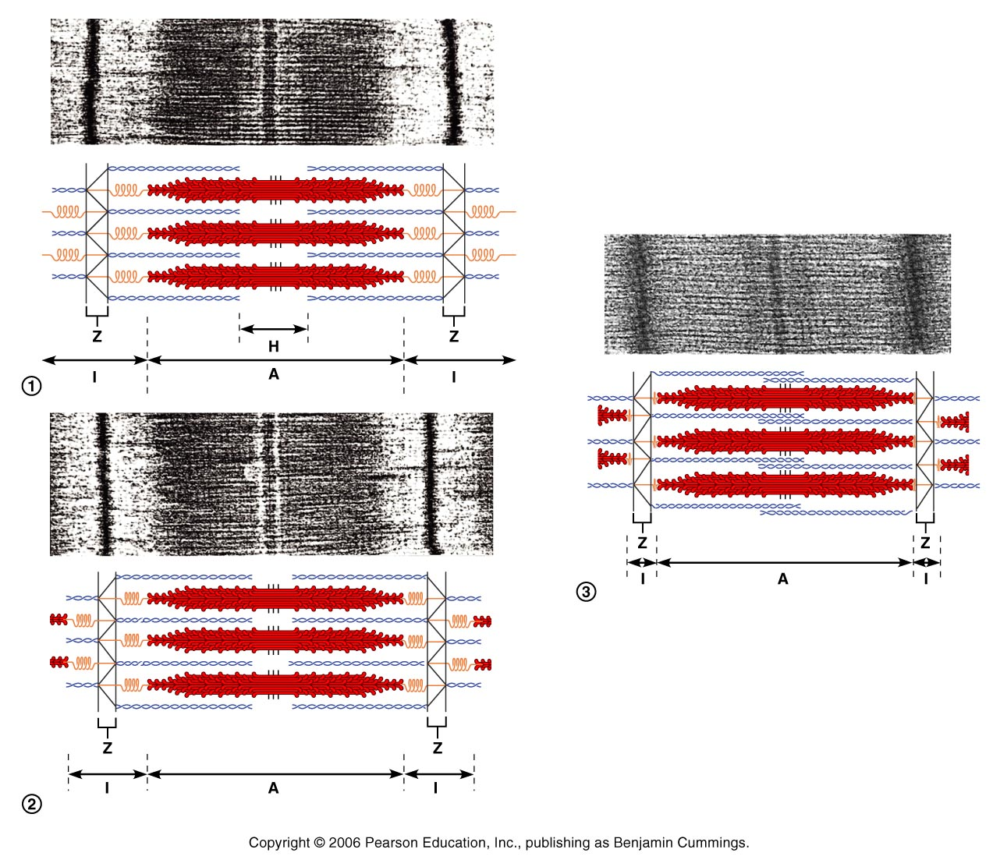 Z
Z
H
I
A
I
1
Z
Z
I
A
I
2
Z
Z
I
A
I
3
Copyright © 2006 Pearson Education, Inc., publishing as Benjamin Cummings.